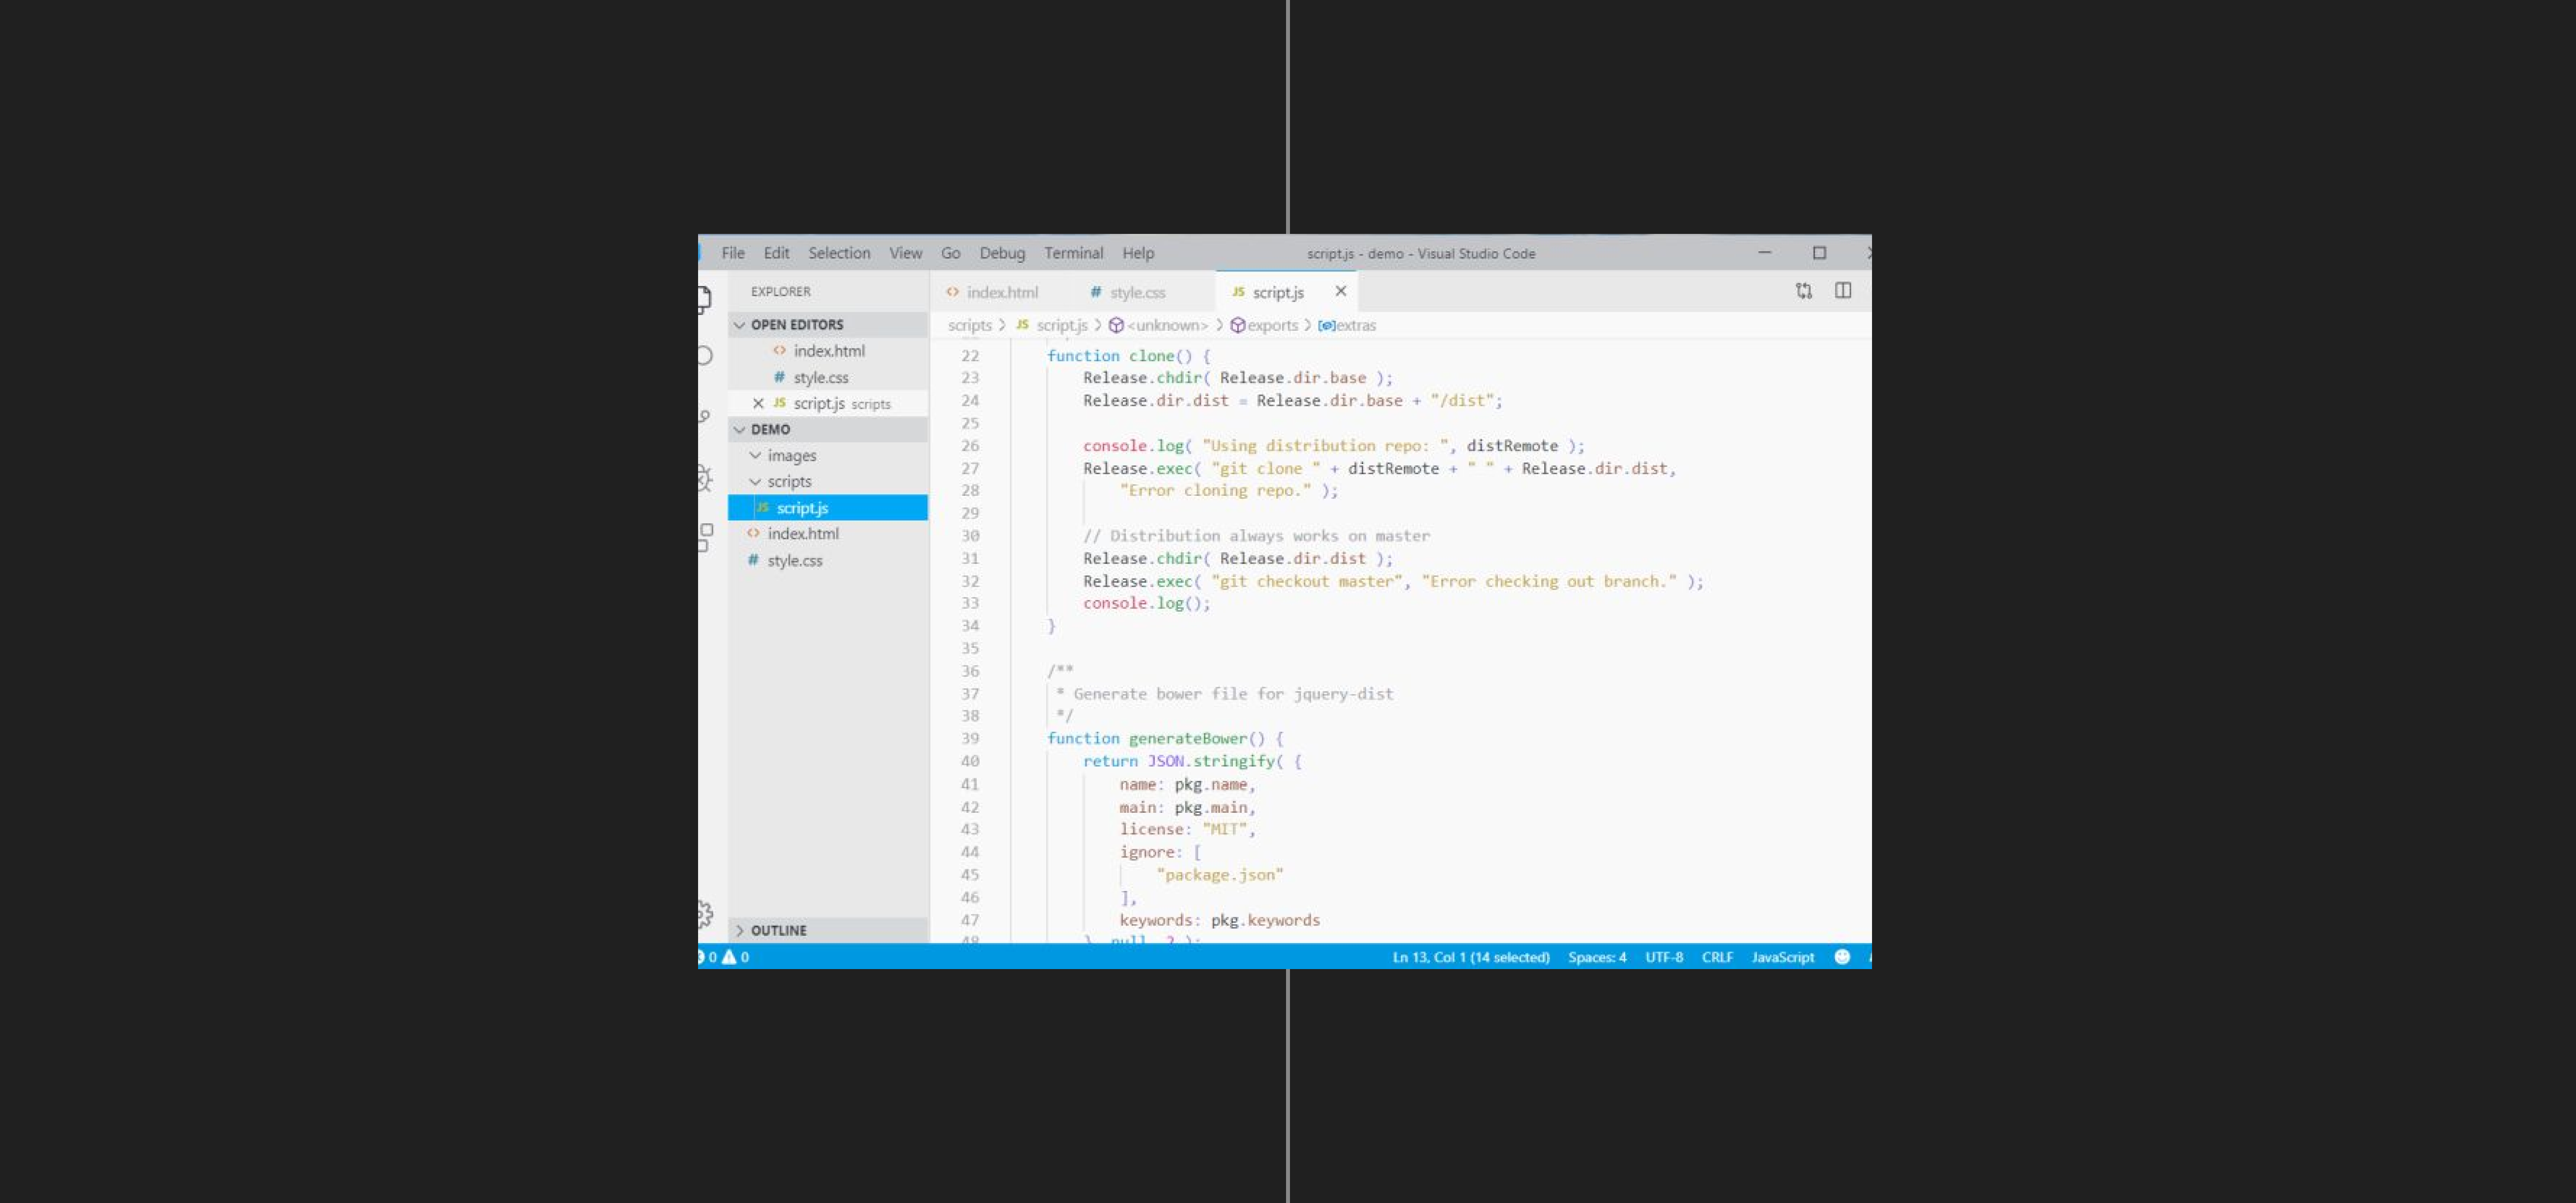 File Edit Selection View Go Debug Terminal Help script.js - demo - Visual Studio Code
EXPLORER
OPEN EDITORS
index.html
style.css
script.js scripts
DEMO
images
scripts
script.js
index.html
style.css
OUTLINE
index.html style.css JS script.js
scripts > JS script.js > <unknown> > exports > extras
22 function clone() {
23 Release.chdir( Release.dir.base );
24 Release.dir.dist = Release.dir.base + "/dist";
25
26 console.log( "Using distribution repo: ", distRemote );
27 Release.exec( "git clone " + distRemote + " " + Release.dir.dist,
28 "Error cloning repo." );
29
30 // Distribution always works on master
31 Release.chdir( Release.dir.dist );
32 Release.exec( "git checkout master", "Error checking out branch." );
33 console.log();
34 }
35
36 /**
37 * Generate bower file for jquery-dist
38 */
39 function generateBower() {
40 return JSON.stringify( {
41 name: pkg.name,
42 main: pkg.main,
43 license: "MIT",
44 ignore: [
45 "package.json"
46 ],
47 keywords: pkg.keywords
48 }, null, 2 );
0 0 Ln 13, Col 1 (14 selected) Spaces: 4 UTF-8 CRLF JavaScript